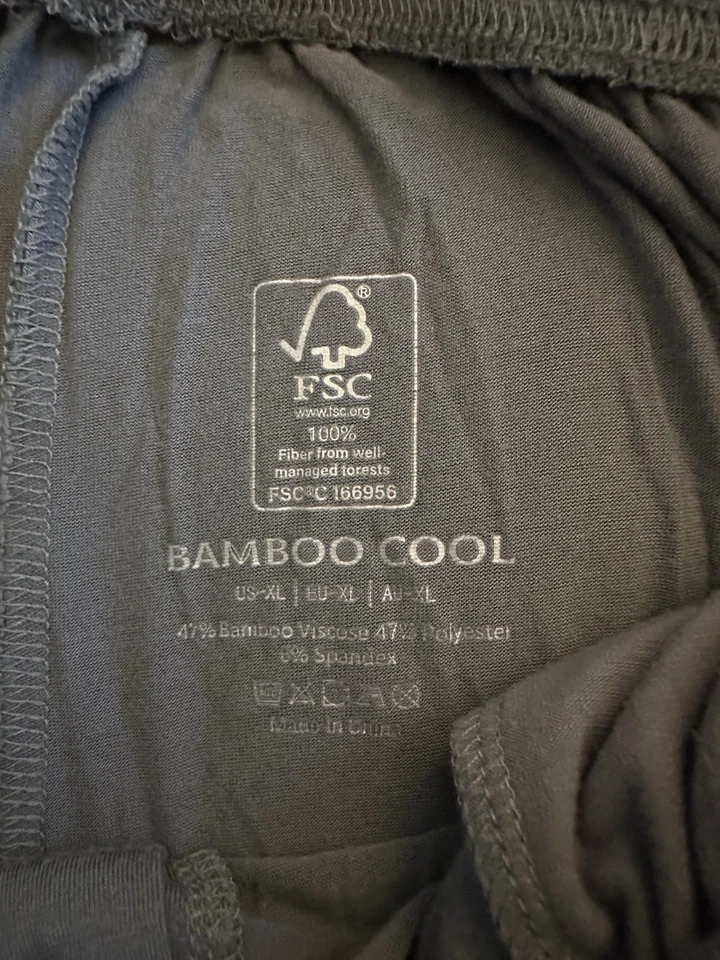 ®
FSC
www.fsc.org
100%
Fiber from well-
managed forests
FSC® C166956
BAMBOO COOL
US-XL | EU-XL | AU-XL
47% Bamboo Viscose 47% Polyester
6% Spandex
Made In China